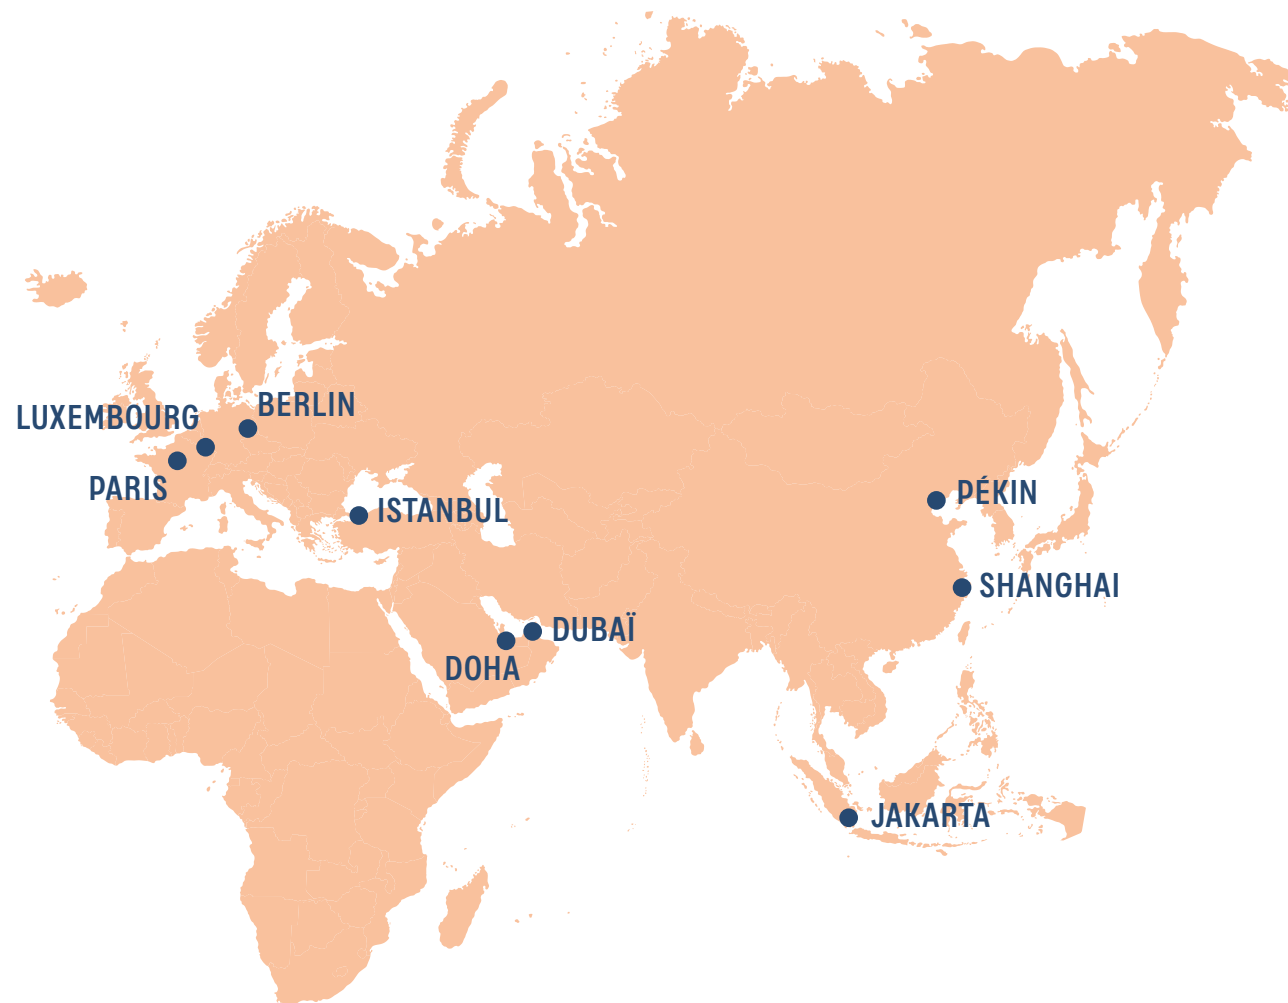 BERLIN
LUXEMBOURG
PARIS
ISTANBUL
PÉKIN
SHANGHAI
DUBAÏ
DOHA
JAKARTA